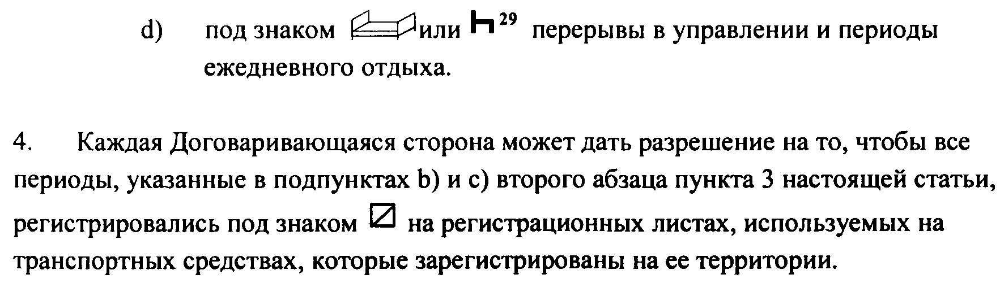 d) под знаком или 29 перерывы в управлении и периоды
ежедневного отдыха.
4. Каждая Договаривающаяся сторона может дать разрешение на то, чтобы все
периоды, указанные в подпунктах b) и c) второго абзаца пункта 3 настоящей статьи,
регистрировались под знаком на регистрационных листах, используемых на
транспортных средствах, которые зарегистрированы на ее территории.